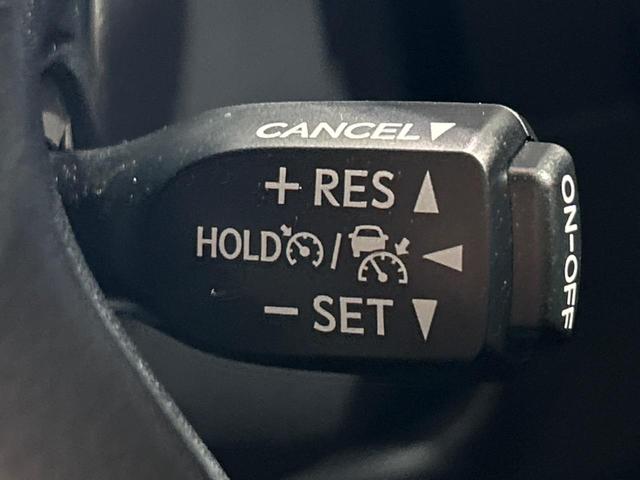 CANCEL▼
+ RES ▲
HOLD / ◀
− SET ▼
ON-OFF